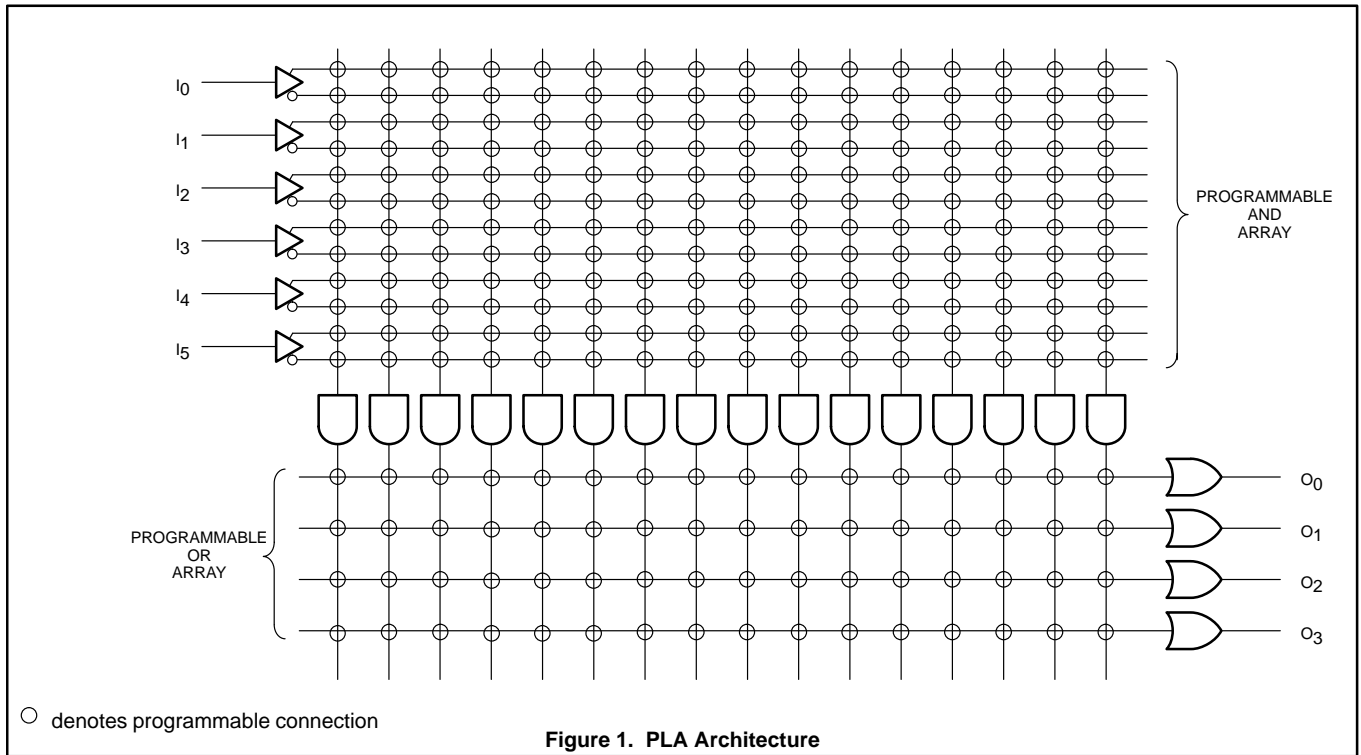 I0
I1
I2
I3
I4
I5
PROGRAMMABLE
AND
ARRAY
PROGRAMMABLE
OR
ARRAY
O0
O1
O2
O3
denotes programmable connection
Figure 1. PLA Architecture